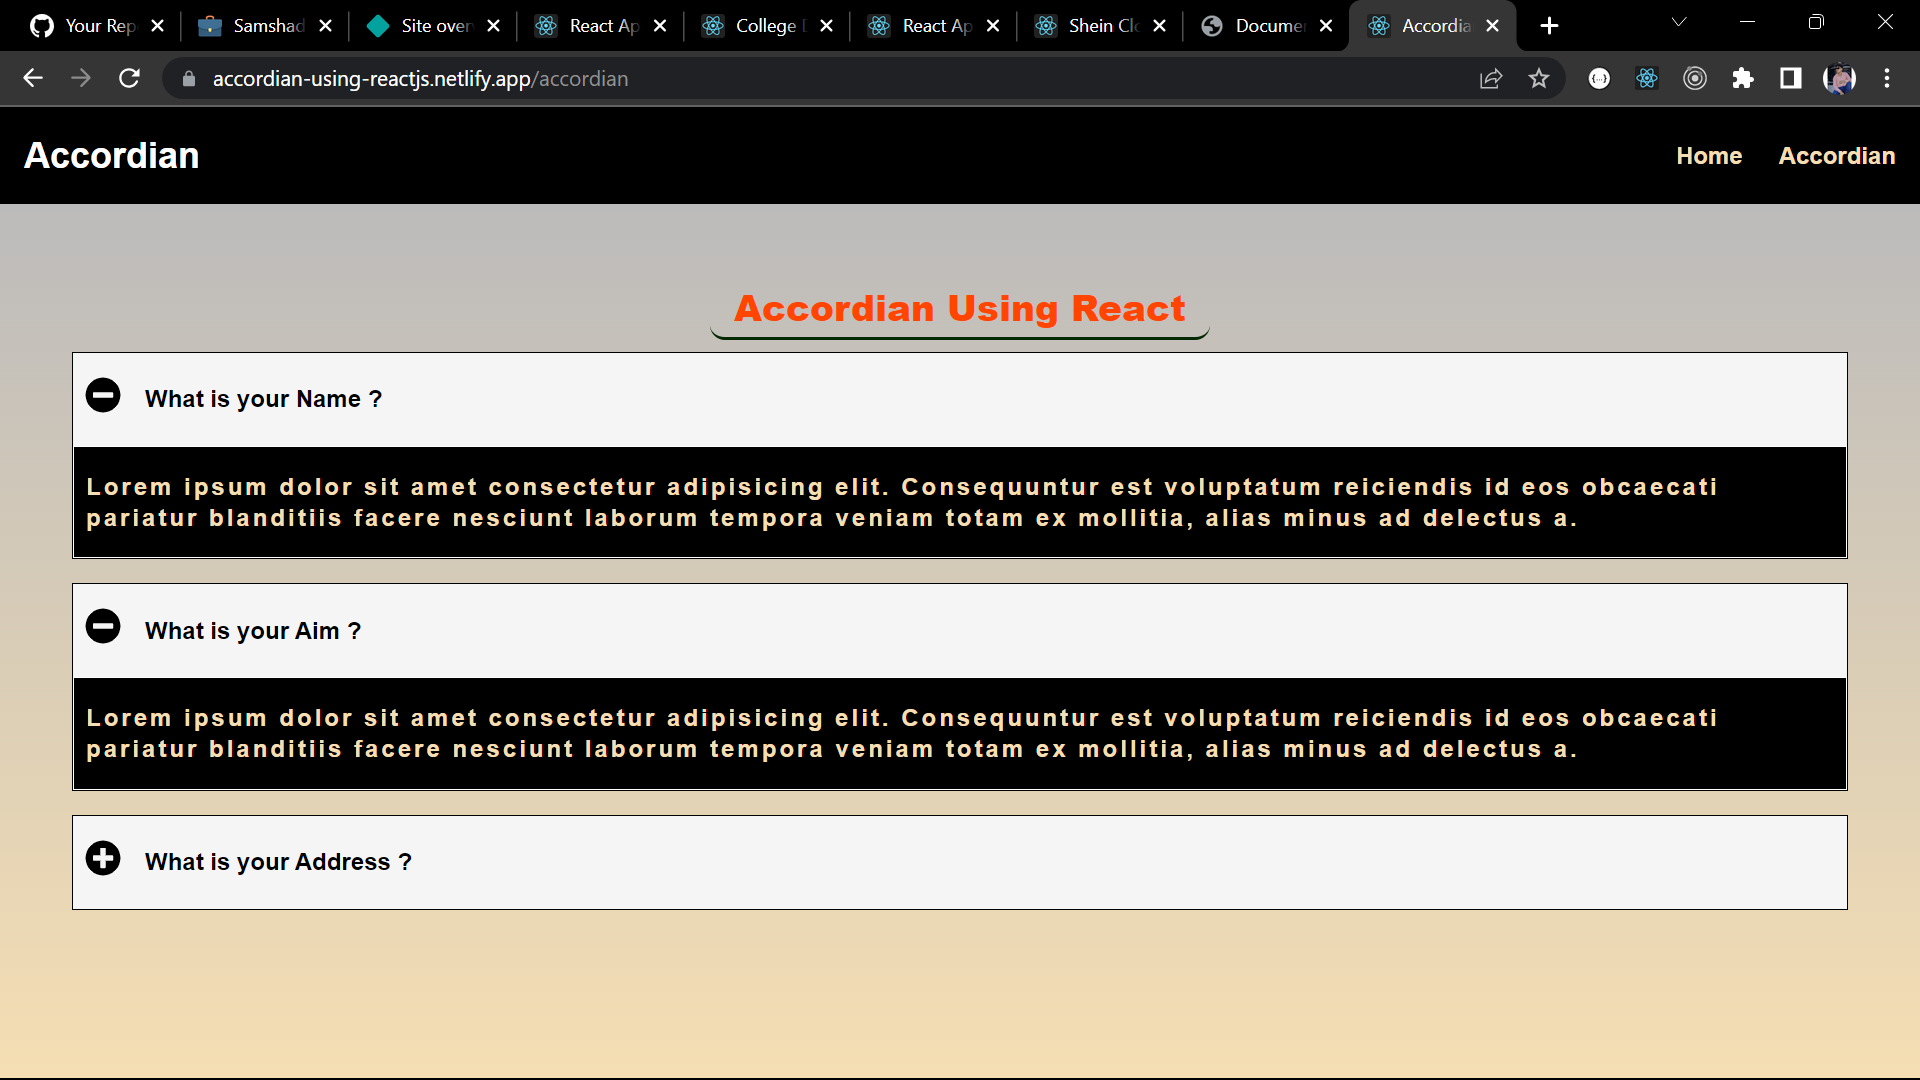 Your Rep
Samshad
Site over
React Ap
College
React Ap
Shein Clo
Documen
Accordia
accordian-using-reactjs.netlify.app/accordian
Accordian
Home
Accordian
Accordian Using React
What is your Name ?
Lorem ipsum dolor sit amet consectetur adipisicing elit. Consequuntur est voluptatum reiciendis id eos obcaecati
pariatur blanditiis facere nesciunt laborum tempora veniam totam ex mollitia, alias minus ad delectus a.
What is your Aim ?
Lorem ipsum dolor sit amet consectetur adipisicing elit. Consequuntur est voluptatum reiciendis id eos obcaecati
pariatur blanditiis facere nesciunt laborum tempora veniam totam ex mollitia, alias minus ad delectus a.
What is your Address ?